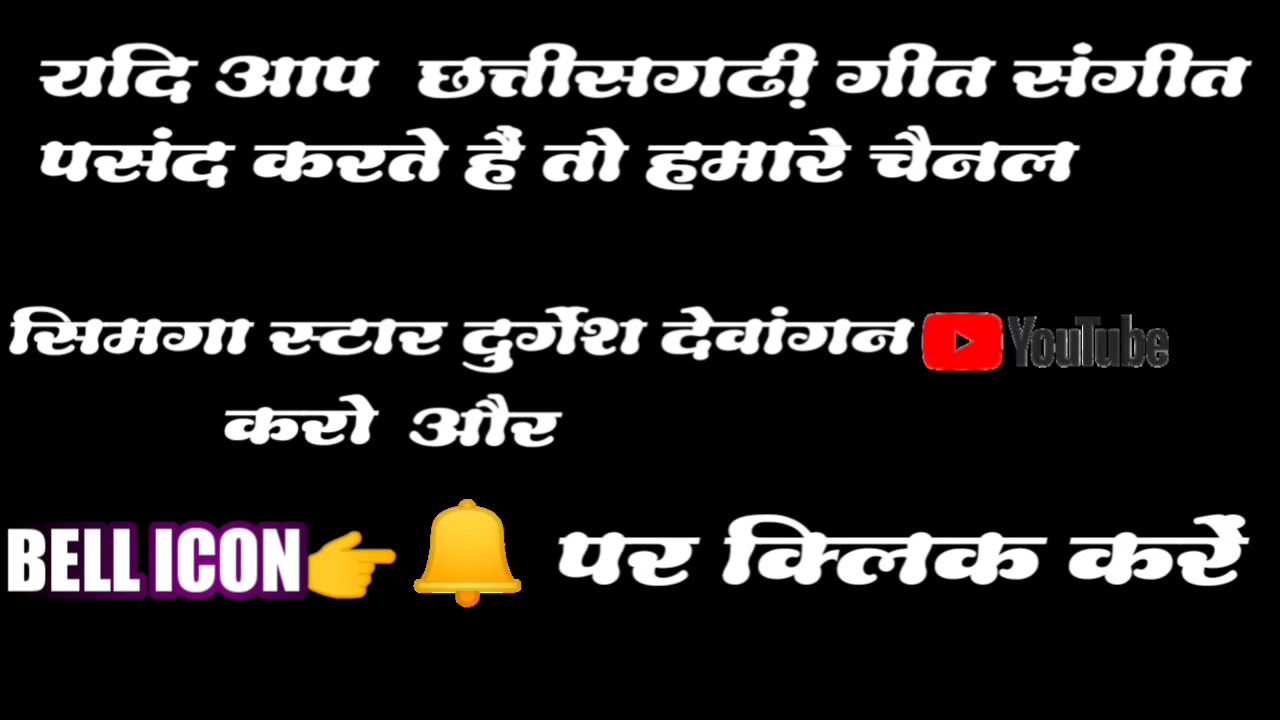 यदि आप छत्तीसगढी़ गीत संगीत
पसंद करते हैं तो हमारे चैनल
सिमगा स्टार दुर्गेश देवांगन YouTube
करो और
BELL ICON पर क्लिक करें